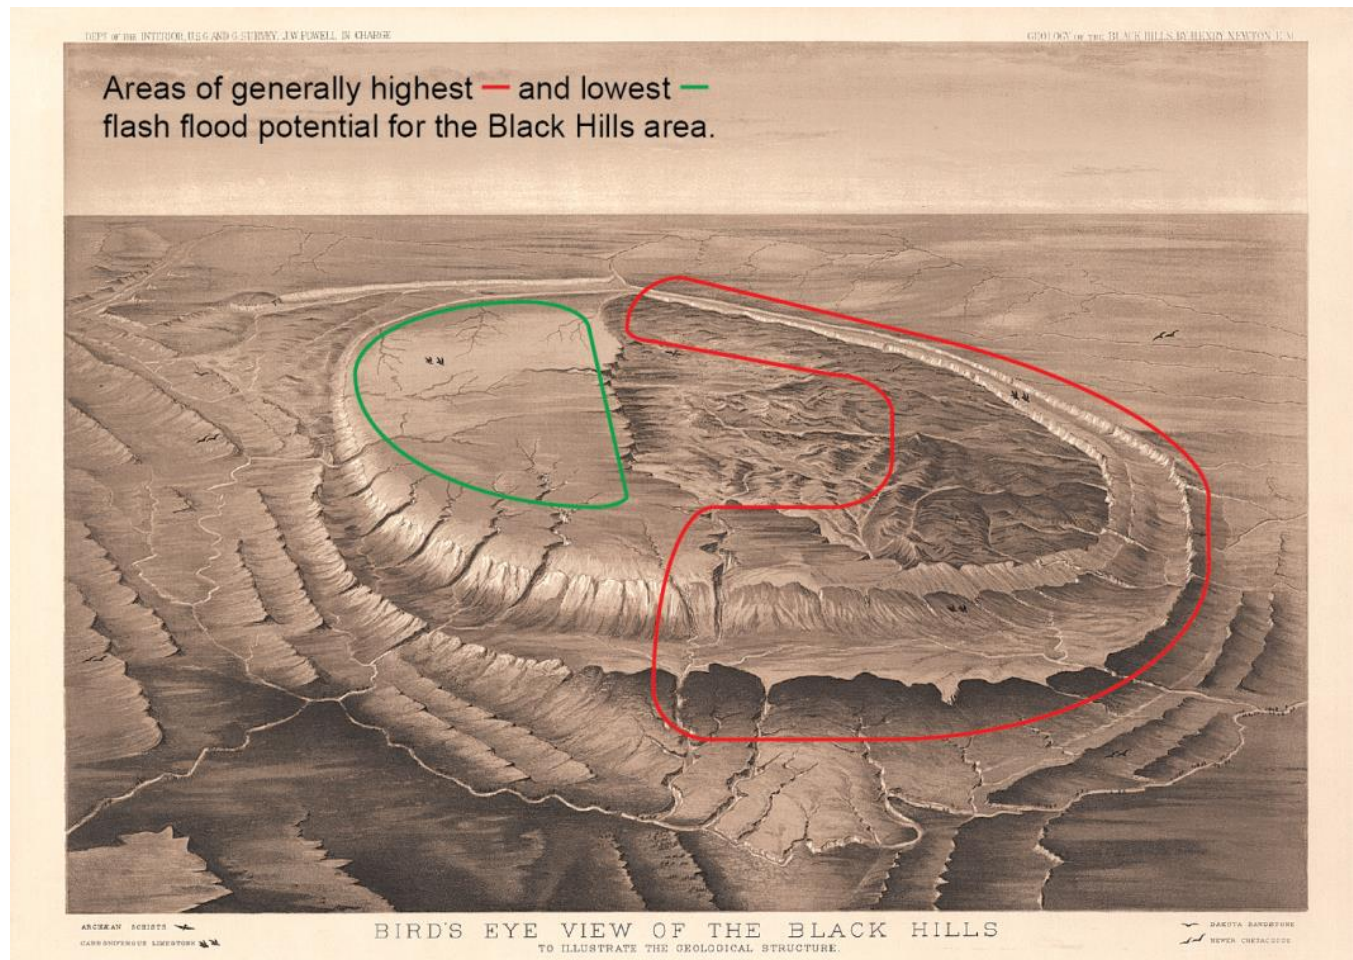 DEPT OF THE INTERIOR, U.S.G. AND G. SURVEY. J.W. POWELL IN CHARGE
GEOLOGY OF THE BLACK HILLS, BY HENRY NEWTON E.M.
Areas of generally highest — and lowest —
flash flood potential for the Black Hills area.
ARCHÆAN SCHISTS
CARBONIFEROUS LIMESTONE
BIRD'S EYE VIEW OF THE BLACK HILLS
TO ILLUSTRATE THE GEOLOGICAL STRUCTURE.
DAKOTA SANDSTONE
NEWER CRETACEOUS